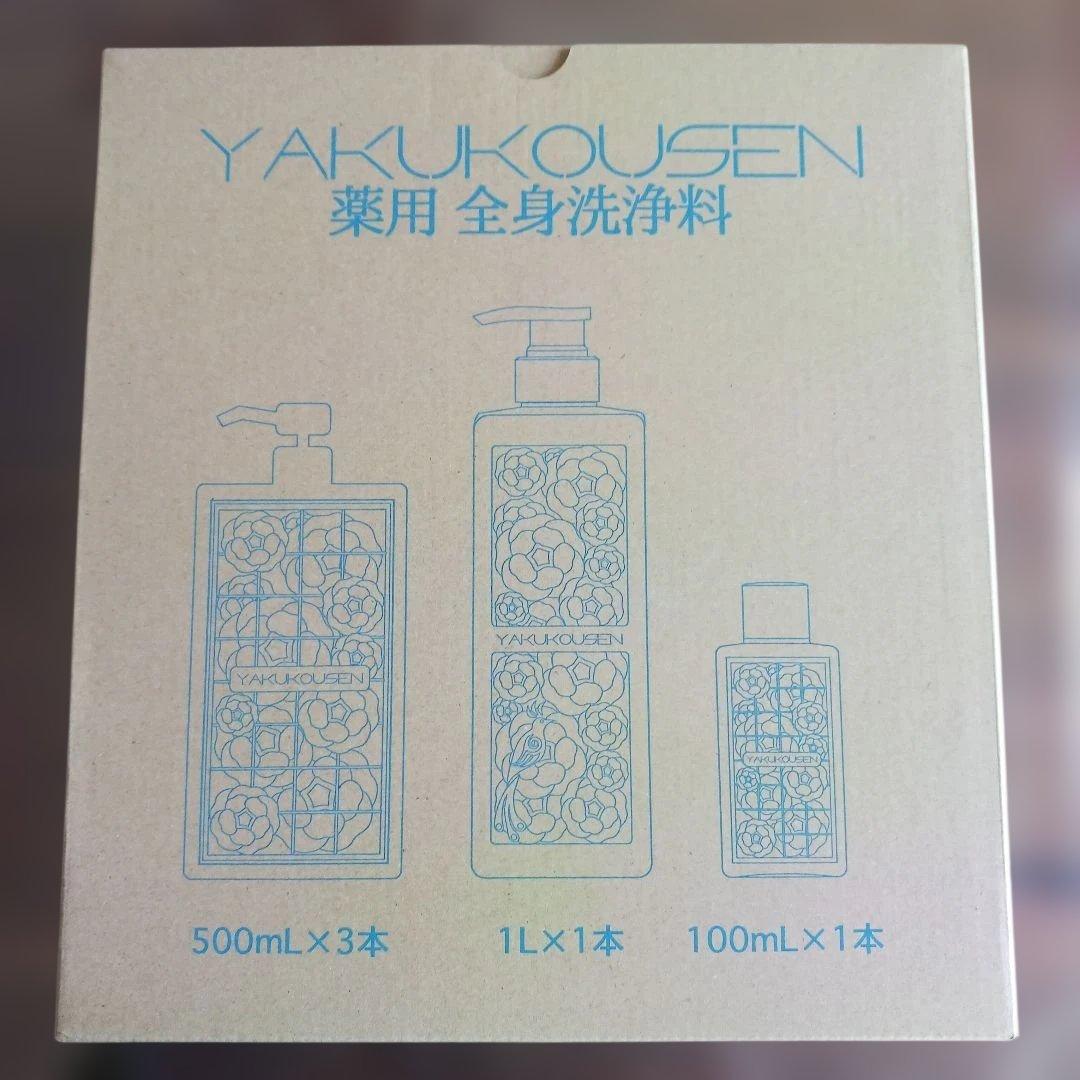 YAKUKOUSEN
薬用 全身洗浄料
YAKUKOUSEN
YAKUKOUSEN
YAKUKOUSEN
500mL×3本
1L×1本
100mL×1本